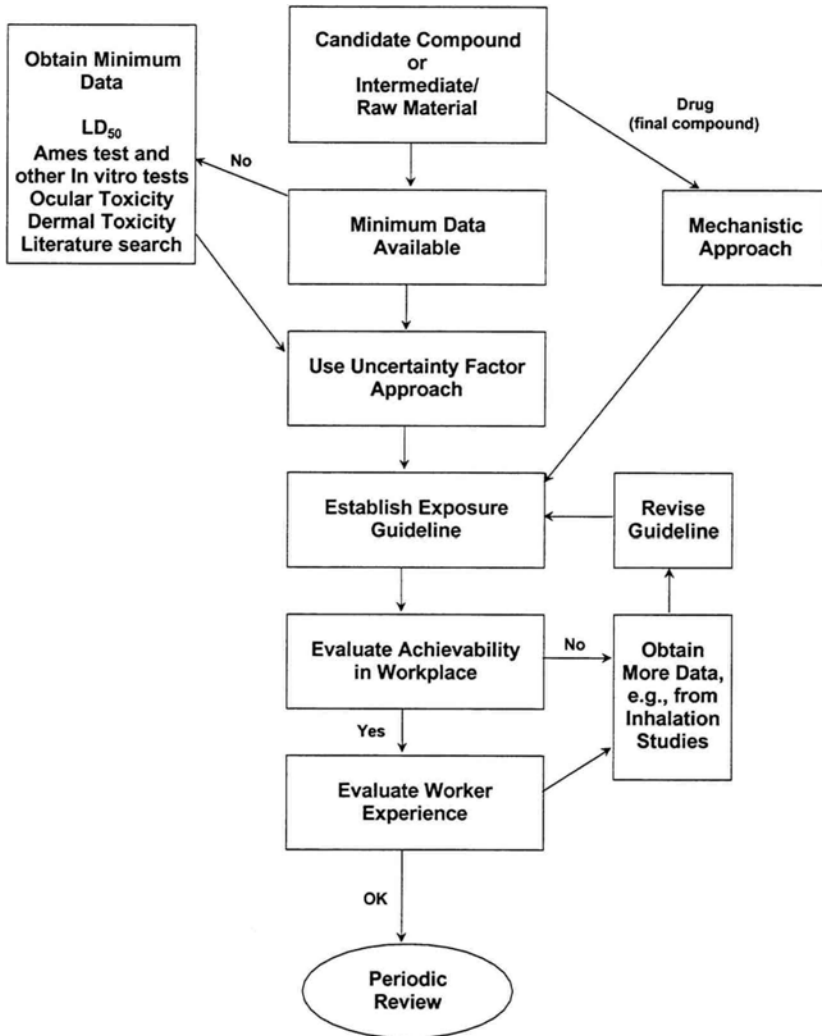 Candidate Compound
or
Intermediate/
Raw Material
Obtain Minimum
Data
LD₅₀
Ames test and
other In vitro tests
Ocular Toxicity
Dermal Toxicity
Literature search
No
Drug
(final compound)
Minimum Data
Available
Mechanistic
Approach
Use Uncertainty Factor
Approach
Establish Exposure
Guideline
Revise
Guideline
Evaluate Achievability
in Workplace
No
Obtain
More Data,
e.g., from
Inhalation
Studies
Yes
Evaluate Worker
Experience
OK
Periodic
Review